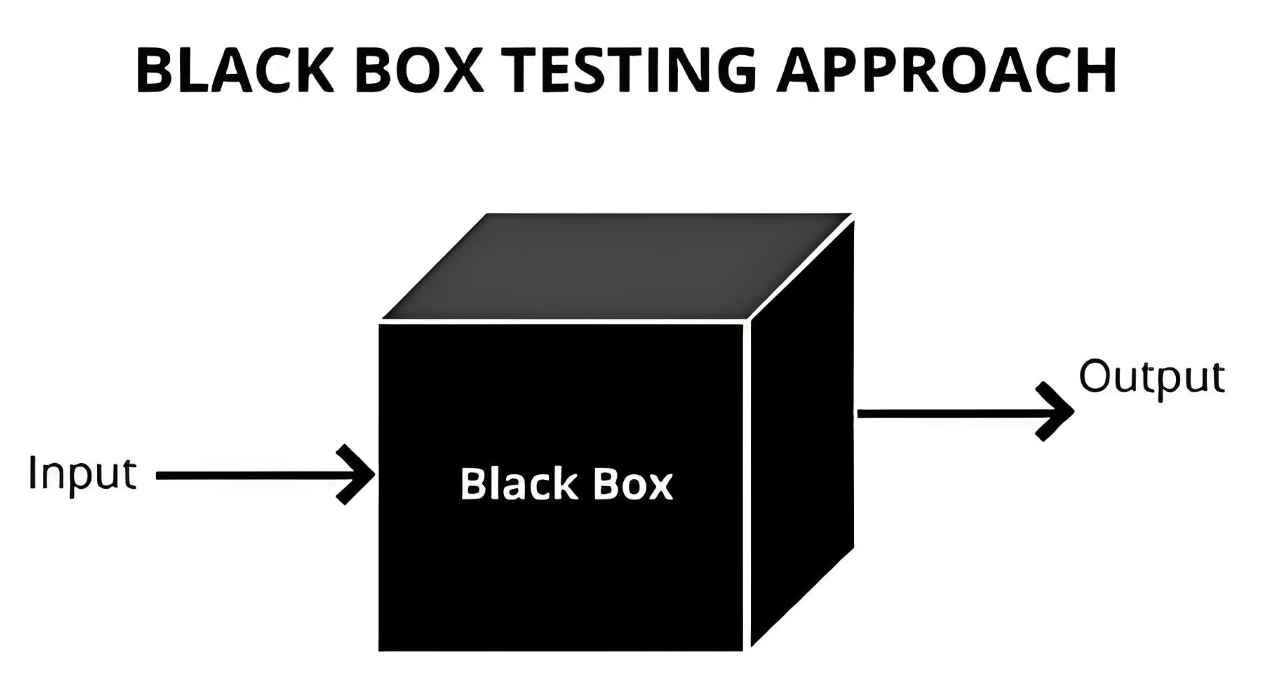 BLACK BOX TESTING APPROACH
Output
Input
Black Box